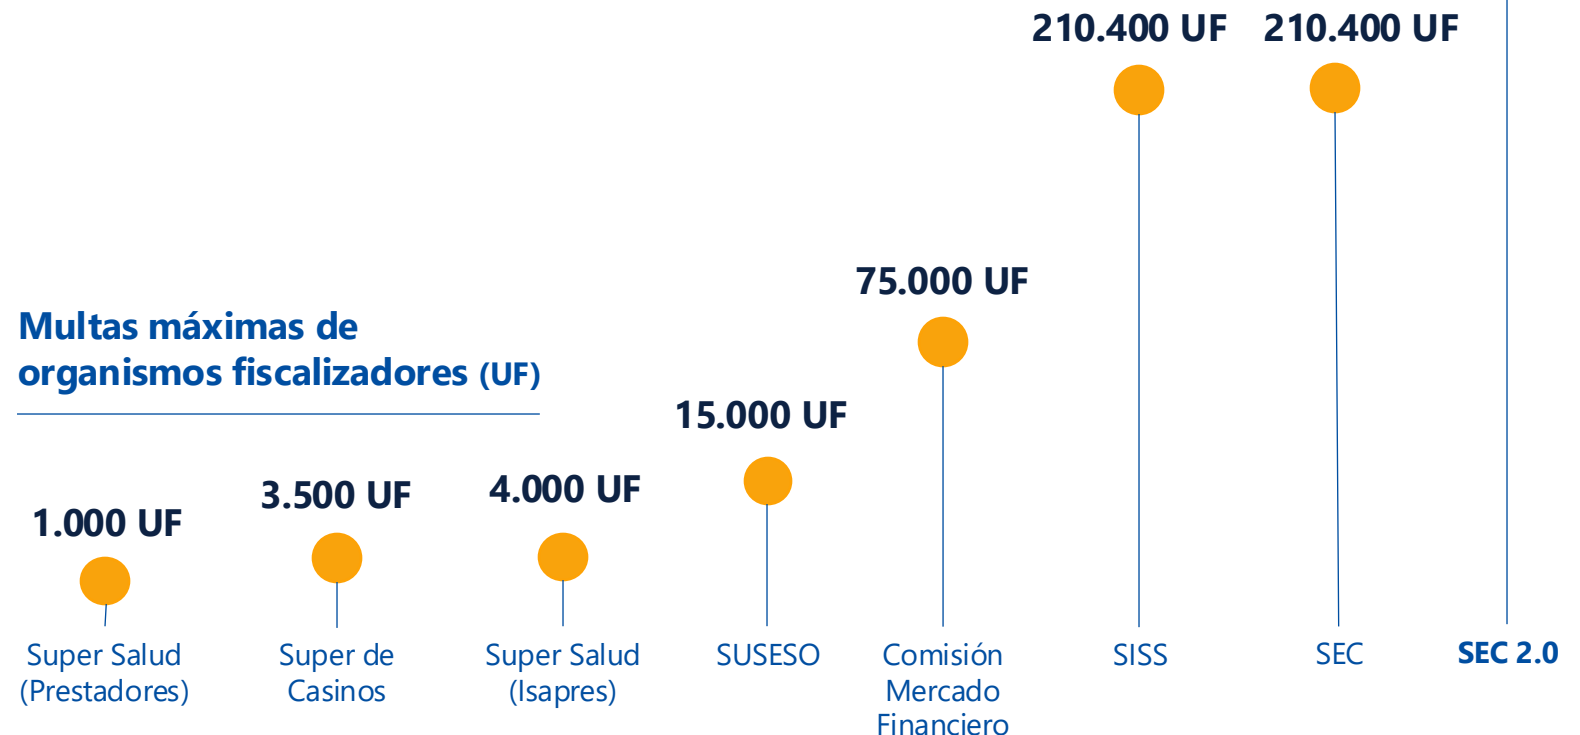 210.400 UF
210.400 UF
75.000 UF
Multas máximas de
organismos fiscalizadores (UF)
15.000 UF
4.000 UF
3.500 UF
1.000 UF
Super Salud
(Prestadores)
Super de
Casinos
Super Salud
(Isapres)
SUSESO
Comisión
Mercado
Financiero
SISS
SEC
SEC 2.0